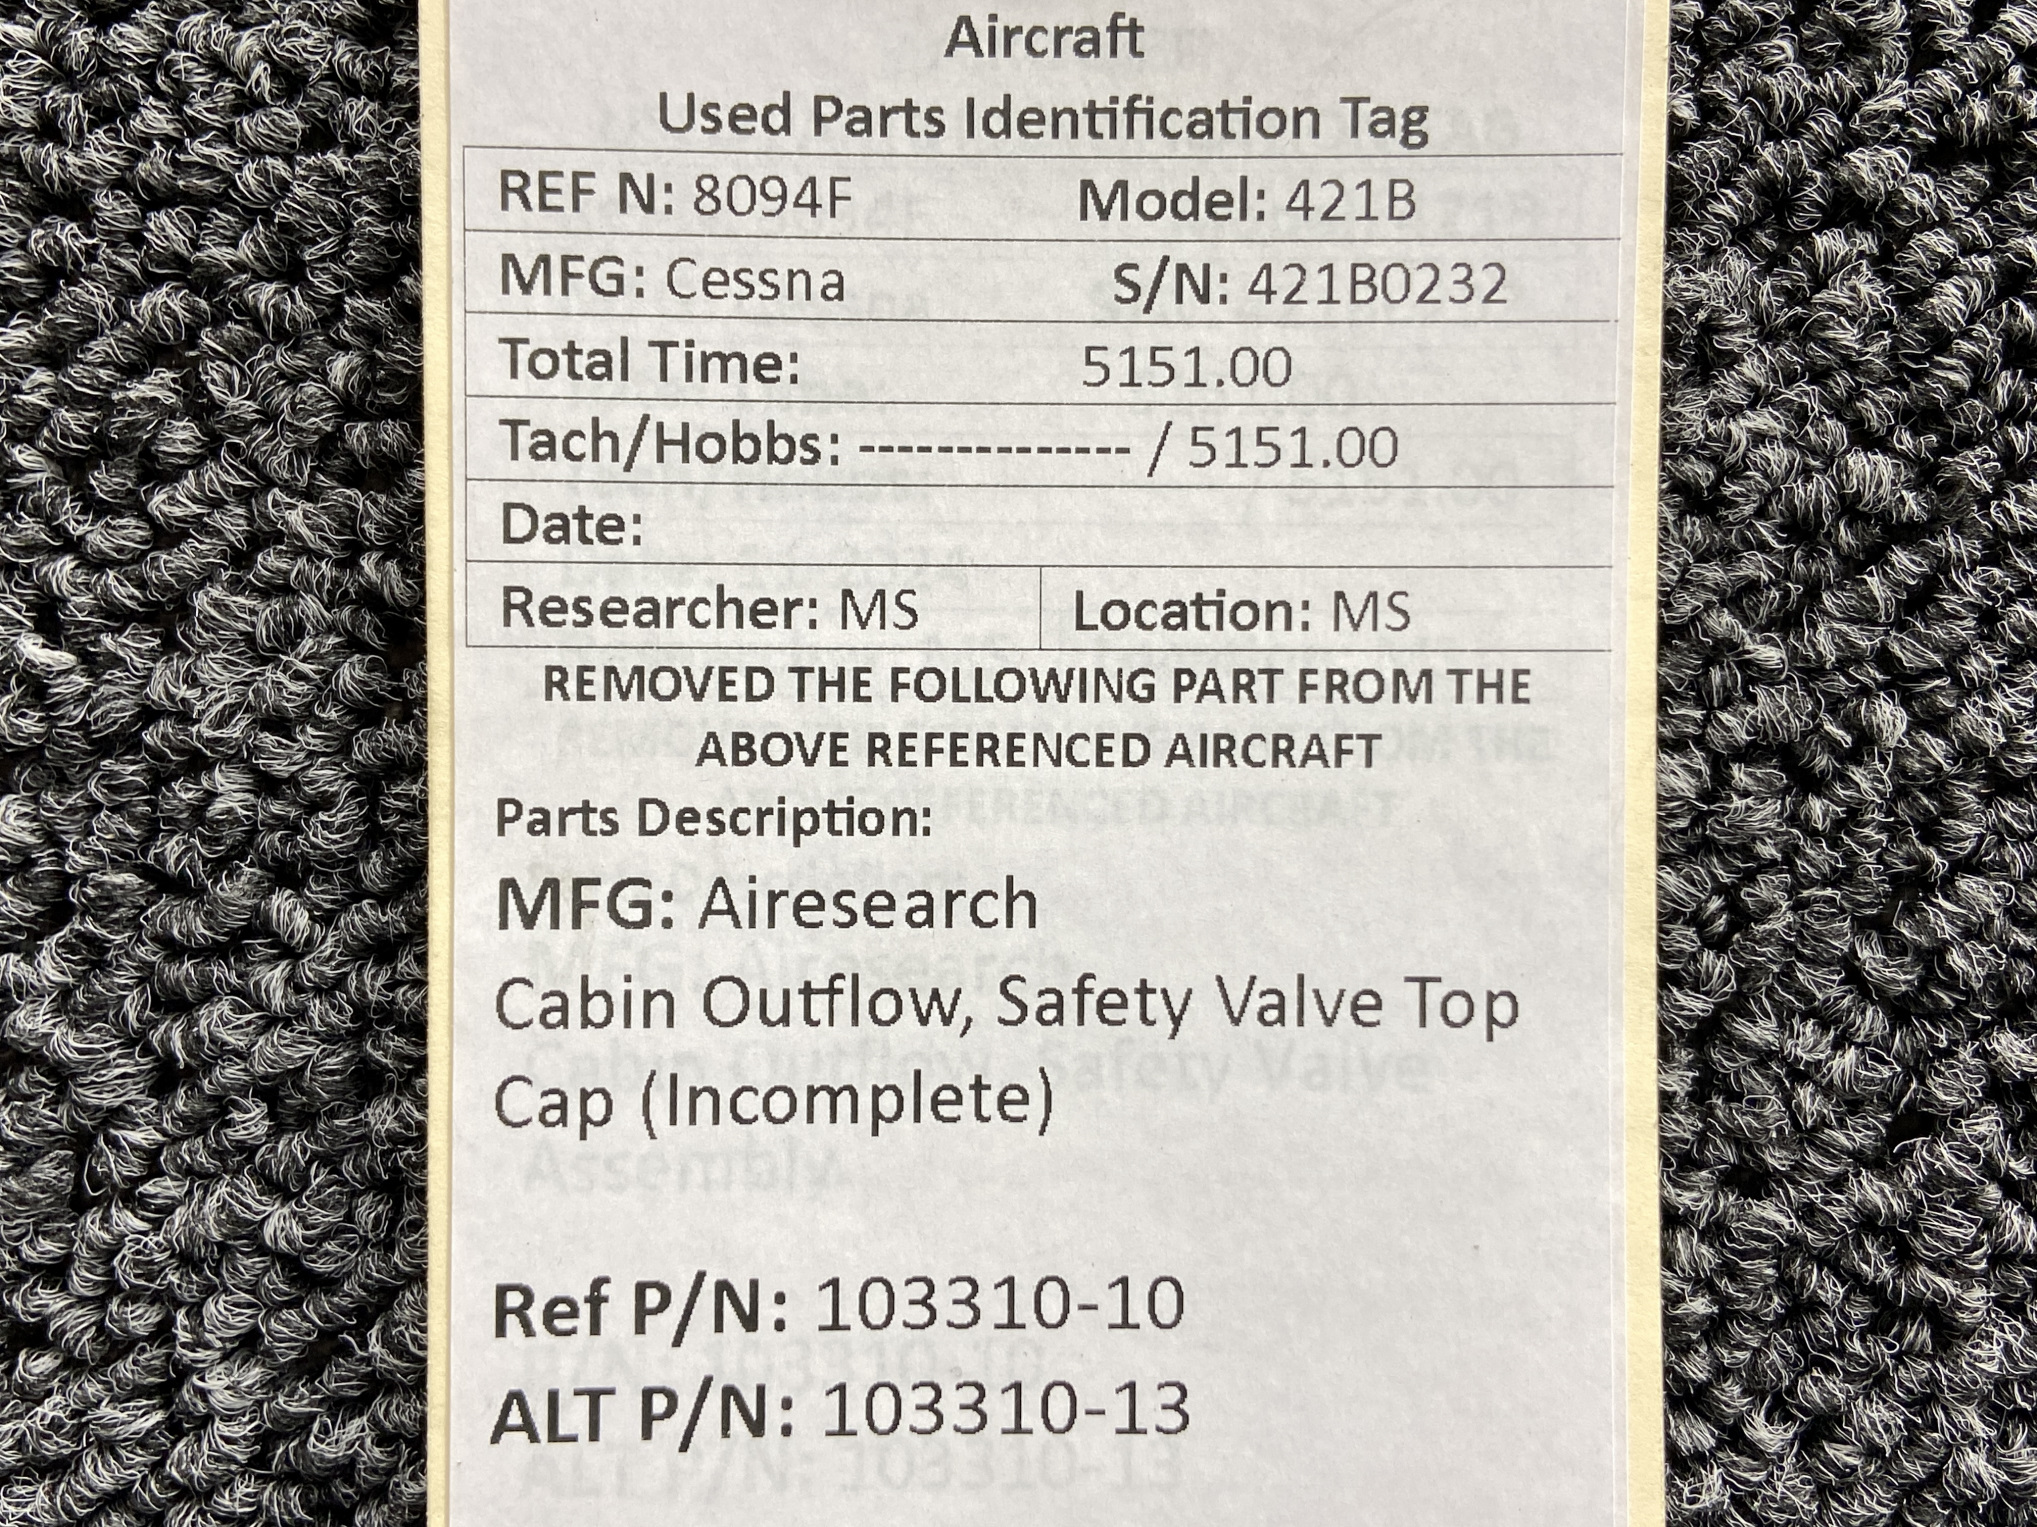 Aircraft
Used Parts Identification Tag
REF N: 8094F Model: 421B
MFG: Cessna S/N: 421B0232
Total Time: 5151.00
Tach/Hobbs: -------------- / 5151.00
Date:
Researcher: MS Location: MS
REMOVED THE FOLLOWING PART FROM THE
ABOVE REFERENCED AIRCRAFT
Parts Description:
MFG: Airesearch
Cabin Outflow, Safety Valve Top
Cap (Incomplete)
Ref P/N: 103310-10
ALT P/N: 103310-13